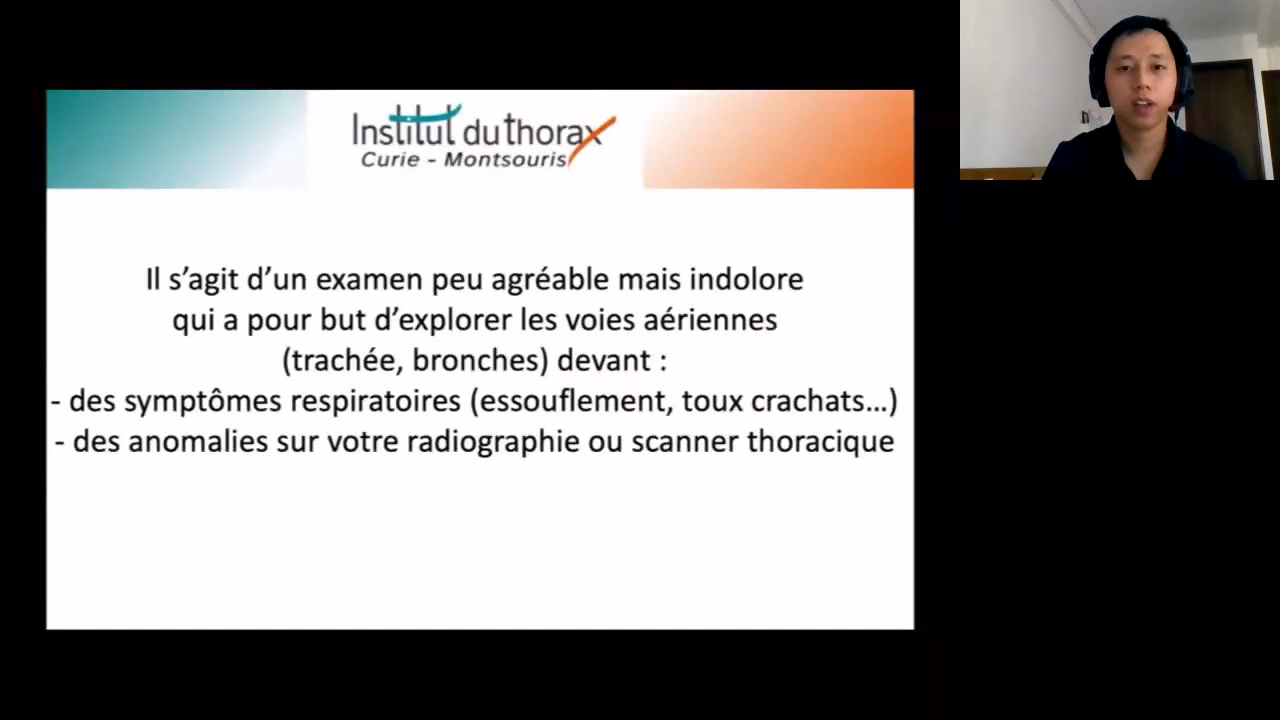 Institut du thorax
Curie - Montsouris
Il s'agit d'un examen peu agréable mais indolore
qui a pour but d'explorer les voies aériennes
(trachée, bronches) devant :
- des symptômes respiratoires (essouflement, toux crachats...)
- des anomalies sur votre radiographie ou scanner thoracique